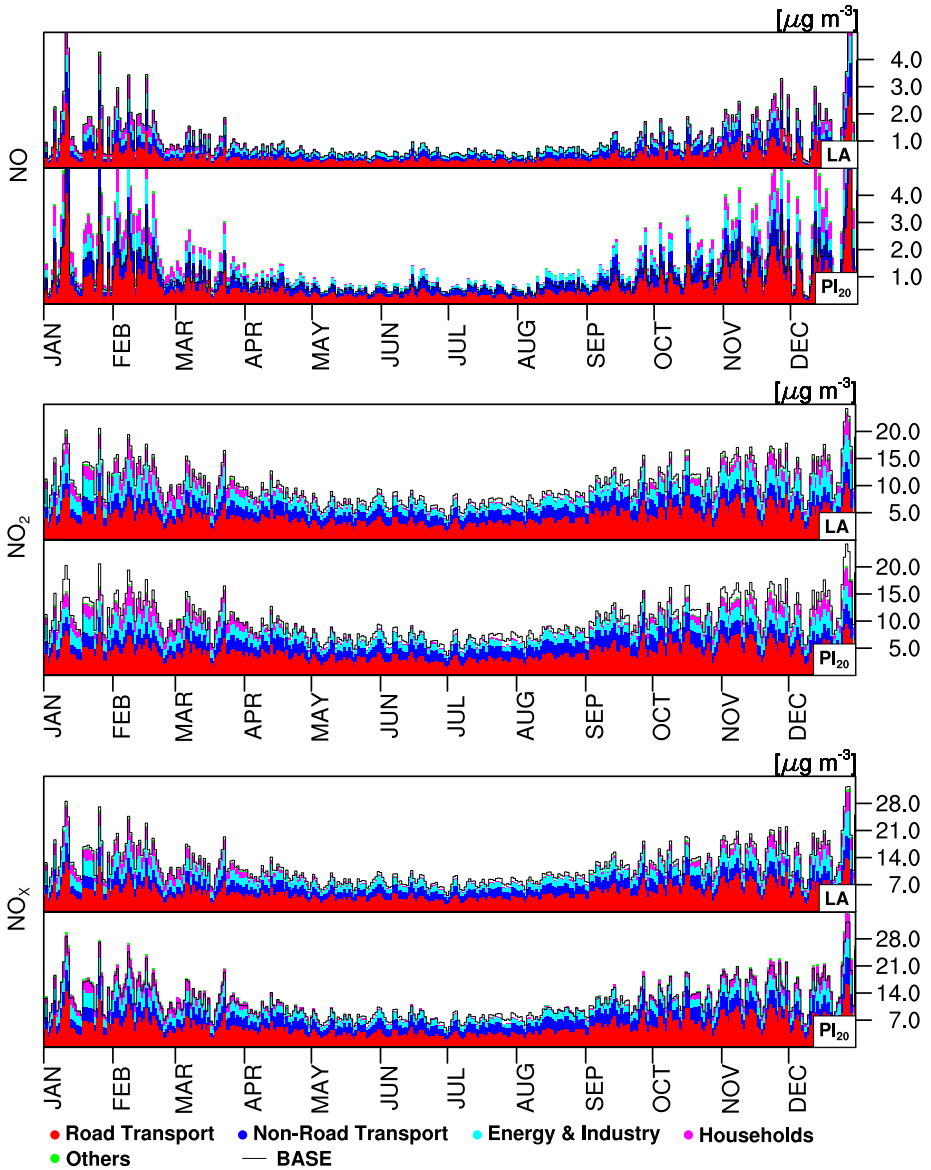 [μg m-3]
NO
4.0
3.0
2.0
1.0
LA
4.0
3.0
2.0
1.0
PI20
JAN FEB MAR APR MAY JUN JUL AUG SEP OCT NOV DEC
[μg m-3]
NO2
20.0
15.0
10.0
5.0
LA
20.0
15.0
10.0
5.0
PI20
JAN FEB MAR APR MAY JUN JUL AUG SEP OCT NOV DEC
[μg m-3]
NOX
28.0
21.0
14.0
7.0
LA
28.0
21.0
14.0
7.0
PI20
JAN FEB MAR APR MAY JUN JUL AUG SEP OCT NOV DEC
Road Transport Non-Road Transport Energy & Industry Households
Others BASE